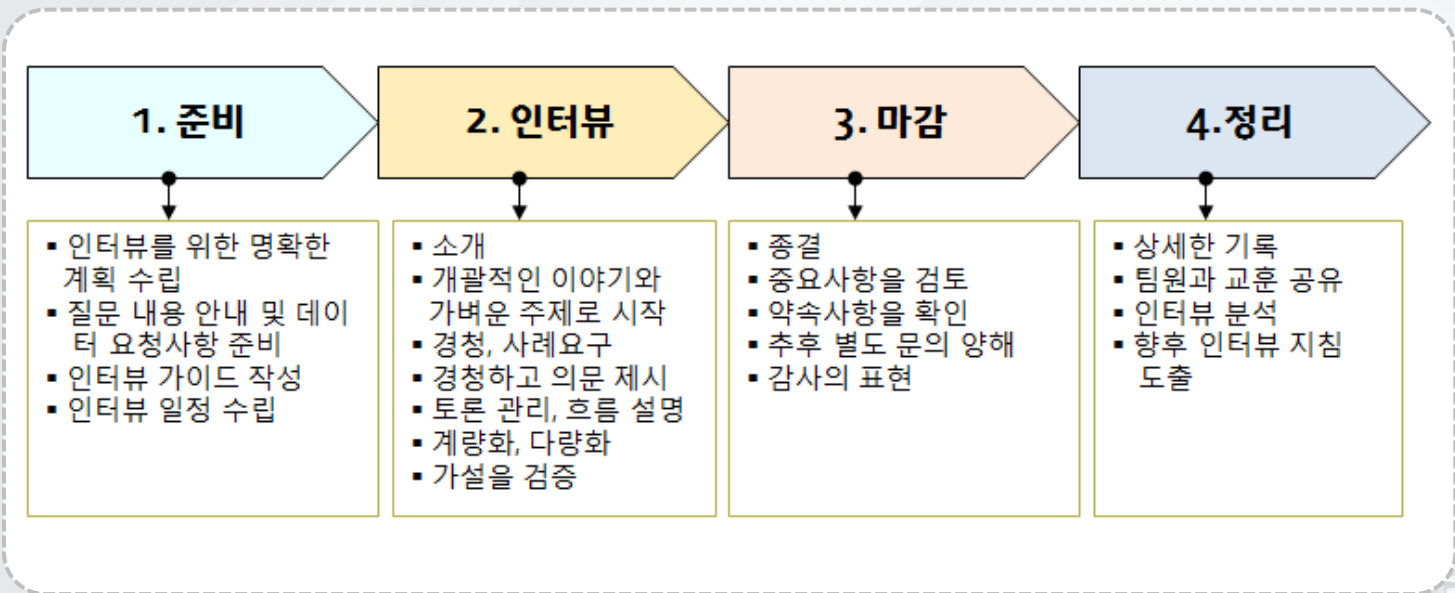 1. 준비
2. 인터뷰
3. 마감
4.정리
▪ 인터뷰를 위한 명확한
계획 수립
▪ 질문 내용 안내 및 데이
터 요청사항 준비
▪ 인터뷰 가이드 작성
▪ 인터뷰 일정 수립
▪ 소개
▪ 개괄적인 이야기와
가벼운 주제로 시작
▪ 경청, 사례요구
▪ 경청하고 의문 제시
▪ 토론 관리, 흐름 설명
▪ 계량화, 다량화
▪ 가설을 검증
▪ 종결
▪ 중요사항을 검토
▪ 약속사항을 확인
▪ 추후 별도 문의 양해
▪ 감사의 표현
▪ 상세한 기록
▪ 팀원과 교훈 공유
▪ 인터뷰 분석
▪ 향후 인터뷰 지침
도출